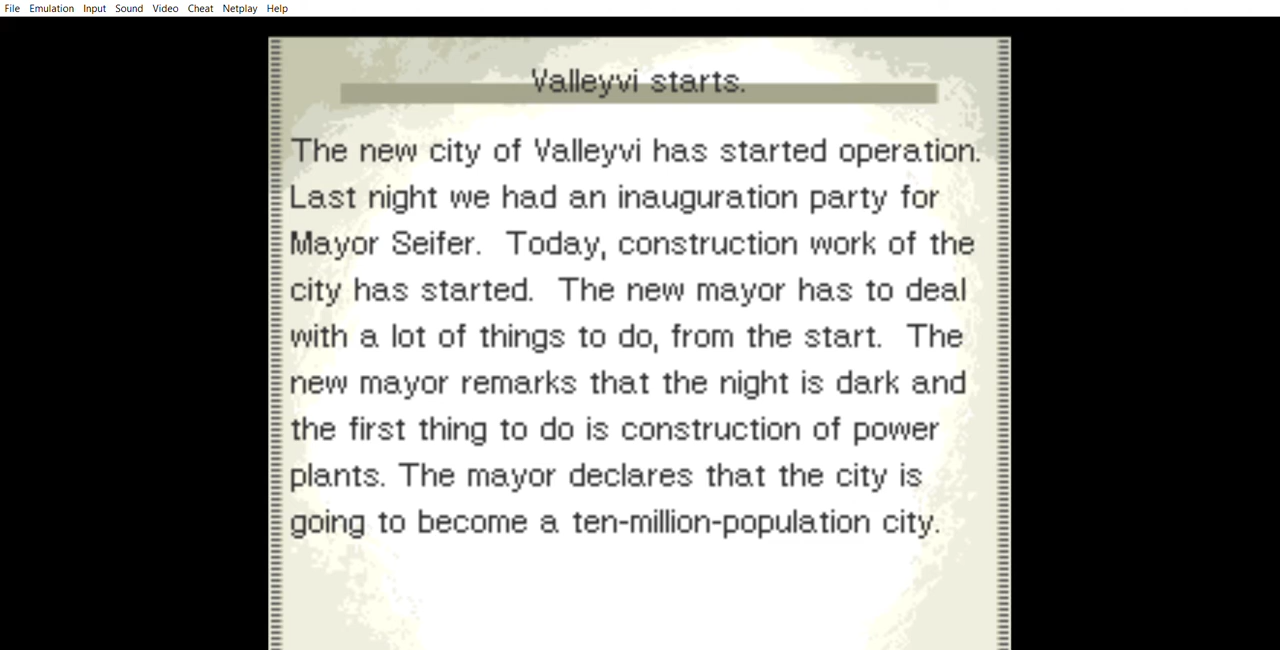 File Emulation Input Sound Video Cheat Netplay Help
Valleyvi starts.
The new city of Valleyvi has started operation.
Last night we had an inauguration party for
Mayor Seifer. Today, construction work of the
city has started. The new mayor has to deal
with a lot of things to do, from the start. The
new mayor remarks that the night is dark and
the first thing to do is construction of power
plants. The mayor declares that the city is
going to become a ten-million-population city.